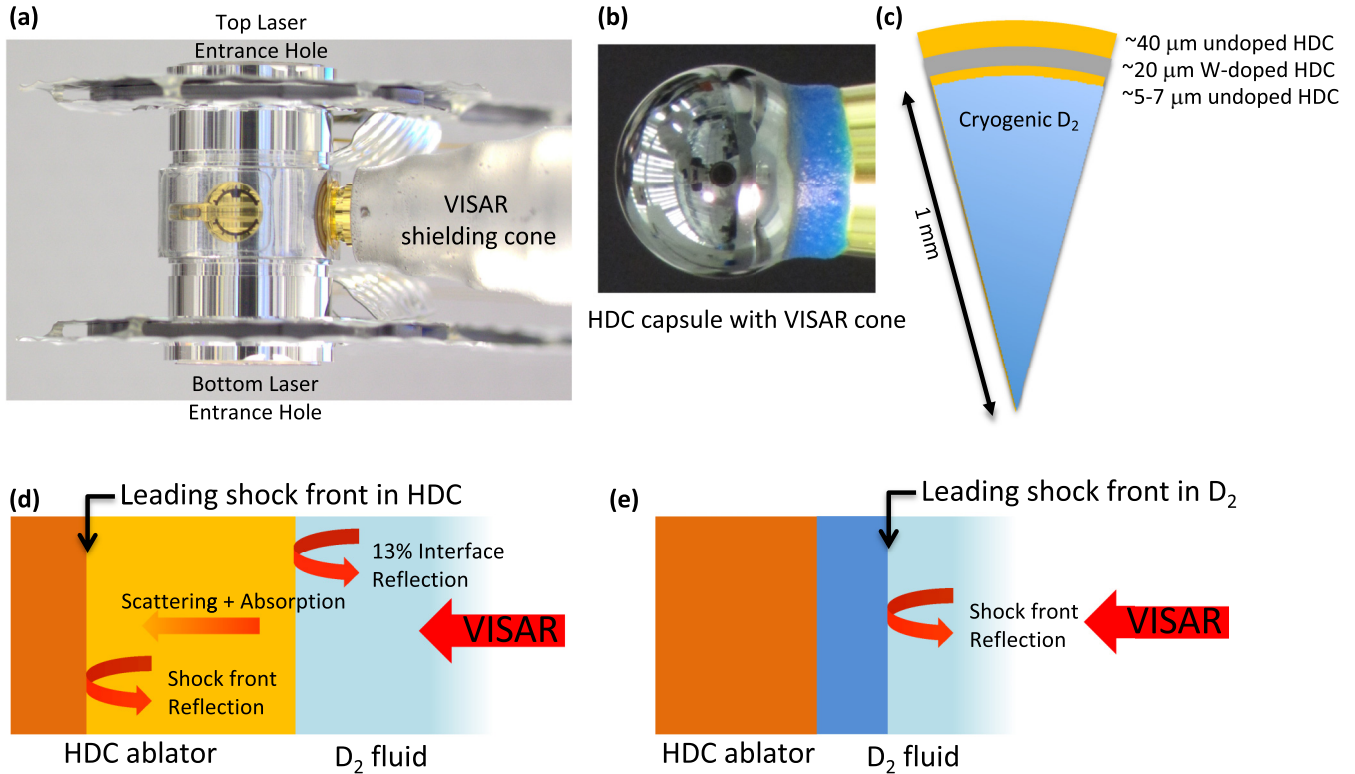 (a)
Top Laser
Entrance Hole
VISAR
shielding cone
Bottom Laser
Entrance Hole
(b)
HDC capsule with VISAR cone
(c)
~40 μm undoped HDC
~20 μm W-doped HDC
~5-7 μm undoped HDC
Cryogenic D₂
1 mm
(d)
Leading shock front in HDC
13% Interface
Reflection
Scattering + Absorption
VISAR
Shock front
Reflection
HDC ablator
D₂ fluid
(e)
Leading shock front in D₂
Shock front
Reflection
VISAR
HDC ablator
D₂ fluid